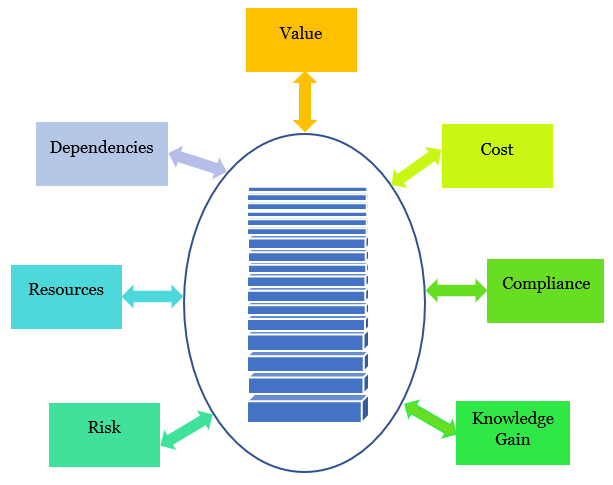 Value
Dependencies
Cost
Resources
Compliance
Risk
Knowledge
Gain